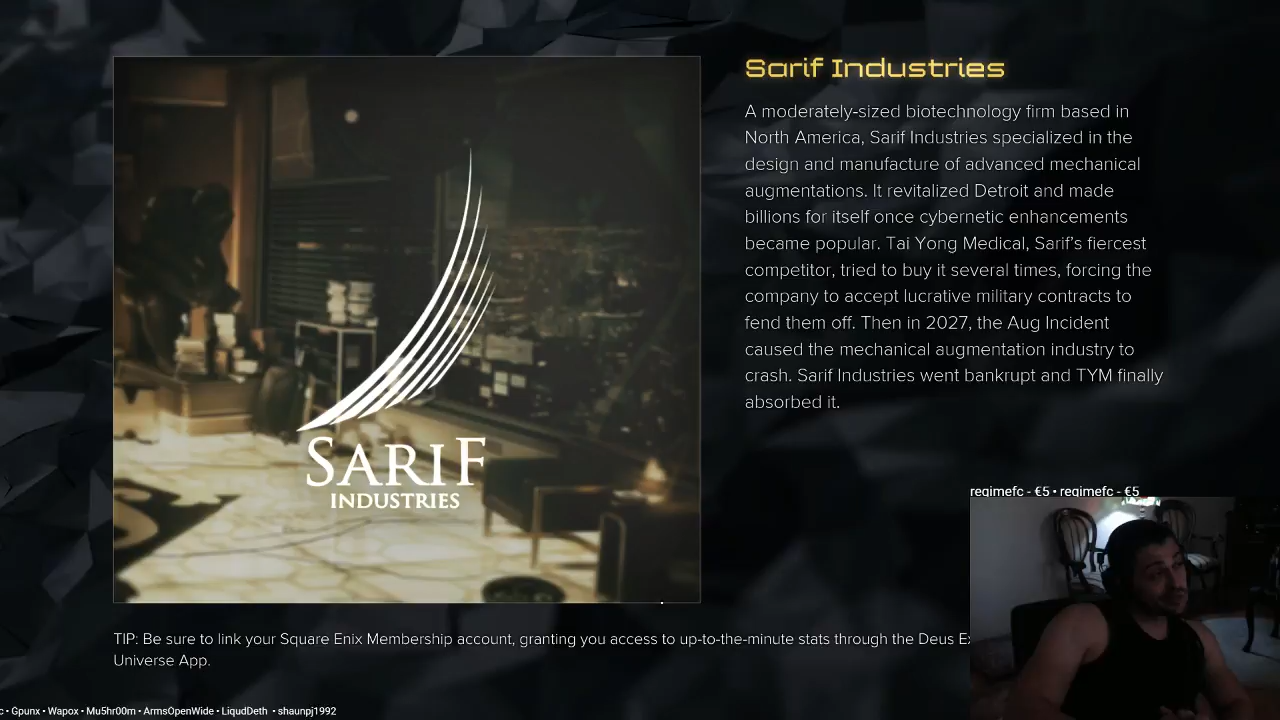 Sarif Industries
A moderately-sized biotechnology firm based in
North America, Sarif Industries specialized in the
design and manufacture of advanced mechanical
augmentations. It revitalized Detroit and made
billions for itself once cybernetic enhancements
became popular. Tai Yong Medical, Sarif's fiercest
competitor, tried to buy it several times, forcing the
company to accept lucrative military contracts to
fend them off. Then in 2027, the Aug Incident
caused the mechanical augmentation industry to
crash. Sarif Industries went bankrupt and TYM finally
absorbed it.
SARIF
INDUSTRIES
regimefc - €5 • regimefc - €5
TIP: Be sure to link your Square Enix Membership account, granting you access to up-to-the-minute stats through the Deus Ex
Universe App.
c • Gpunx • Wapox • Mu5hr00m • ArmsOpenWide • LiqudDeth • shaunpj1992